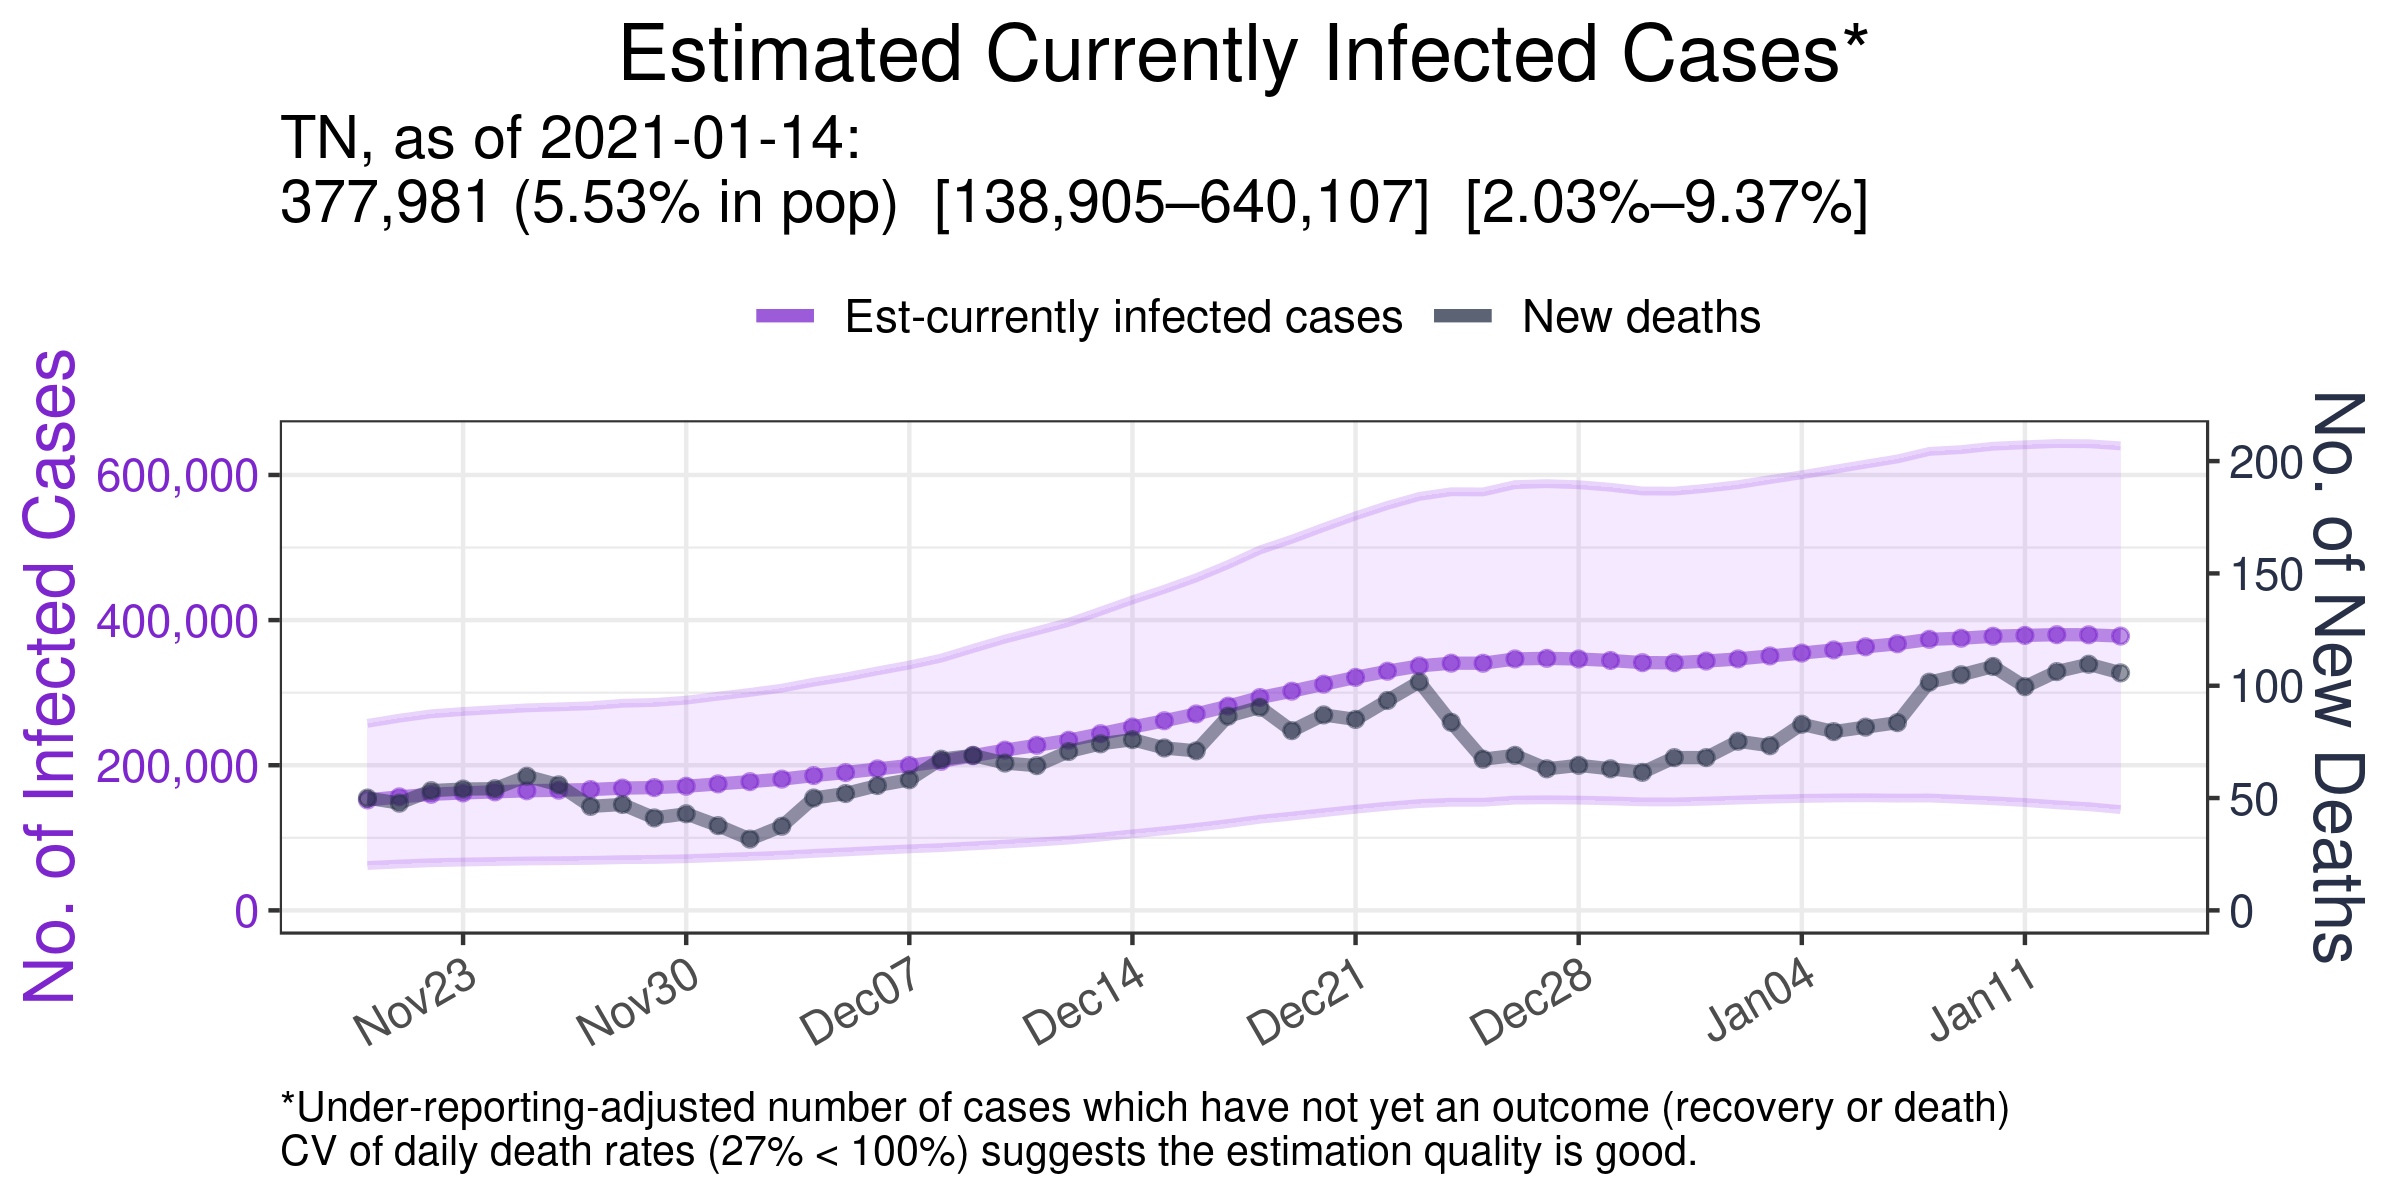 Estimated Currently Infected Cases*
TN, as of 2021-01-14:
377,981 (5.53% in pop) [138,905–640,107] [2.03%–9.37%]
Est-currently infected cases
New deaths
No. of Infected Cases
600,000
400,000
200,000
0
200
150
100
50
0
No. of New Deaths
Nov23
Nov30
Dec07
Dec14
Dec21
Dec28
Jan04
Jan11
*Under-reporting-adjusted number of cases which have not yet an outcome (recovery or death)
CV of daily death rates (27% < 100%) suggests the estimation quality is good.